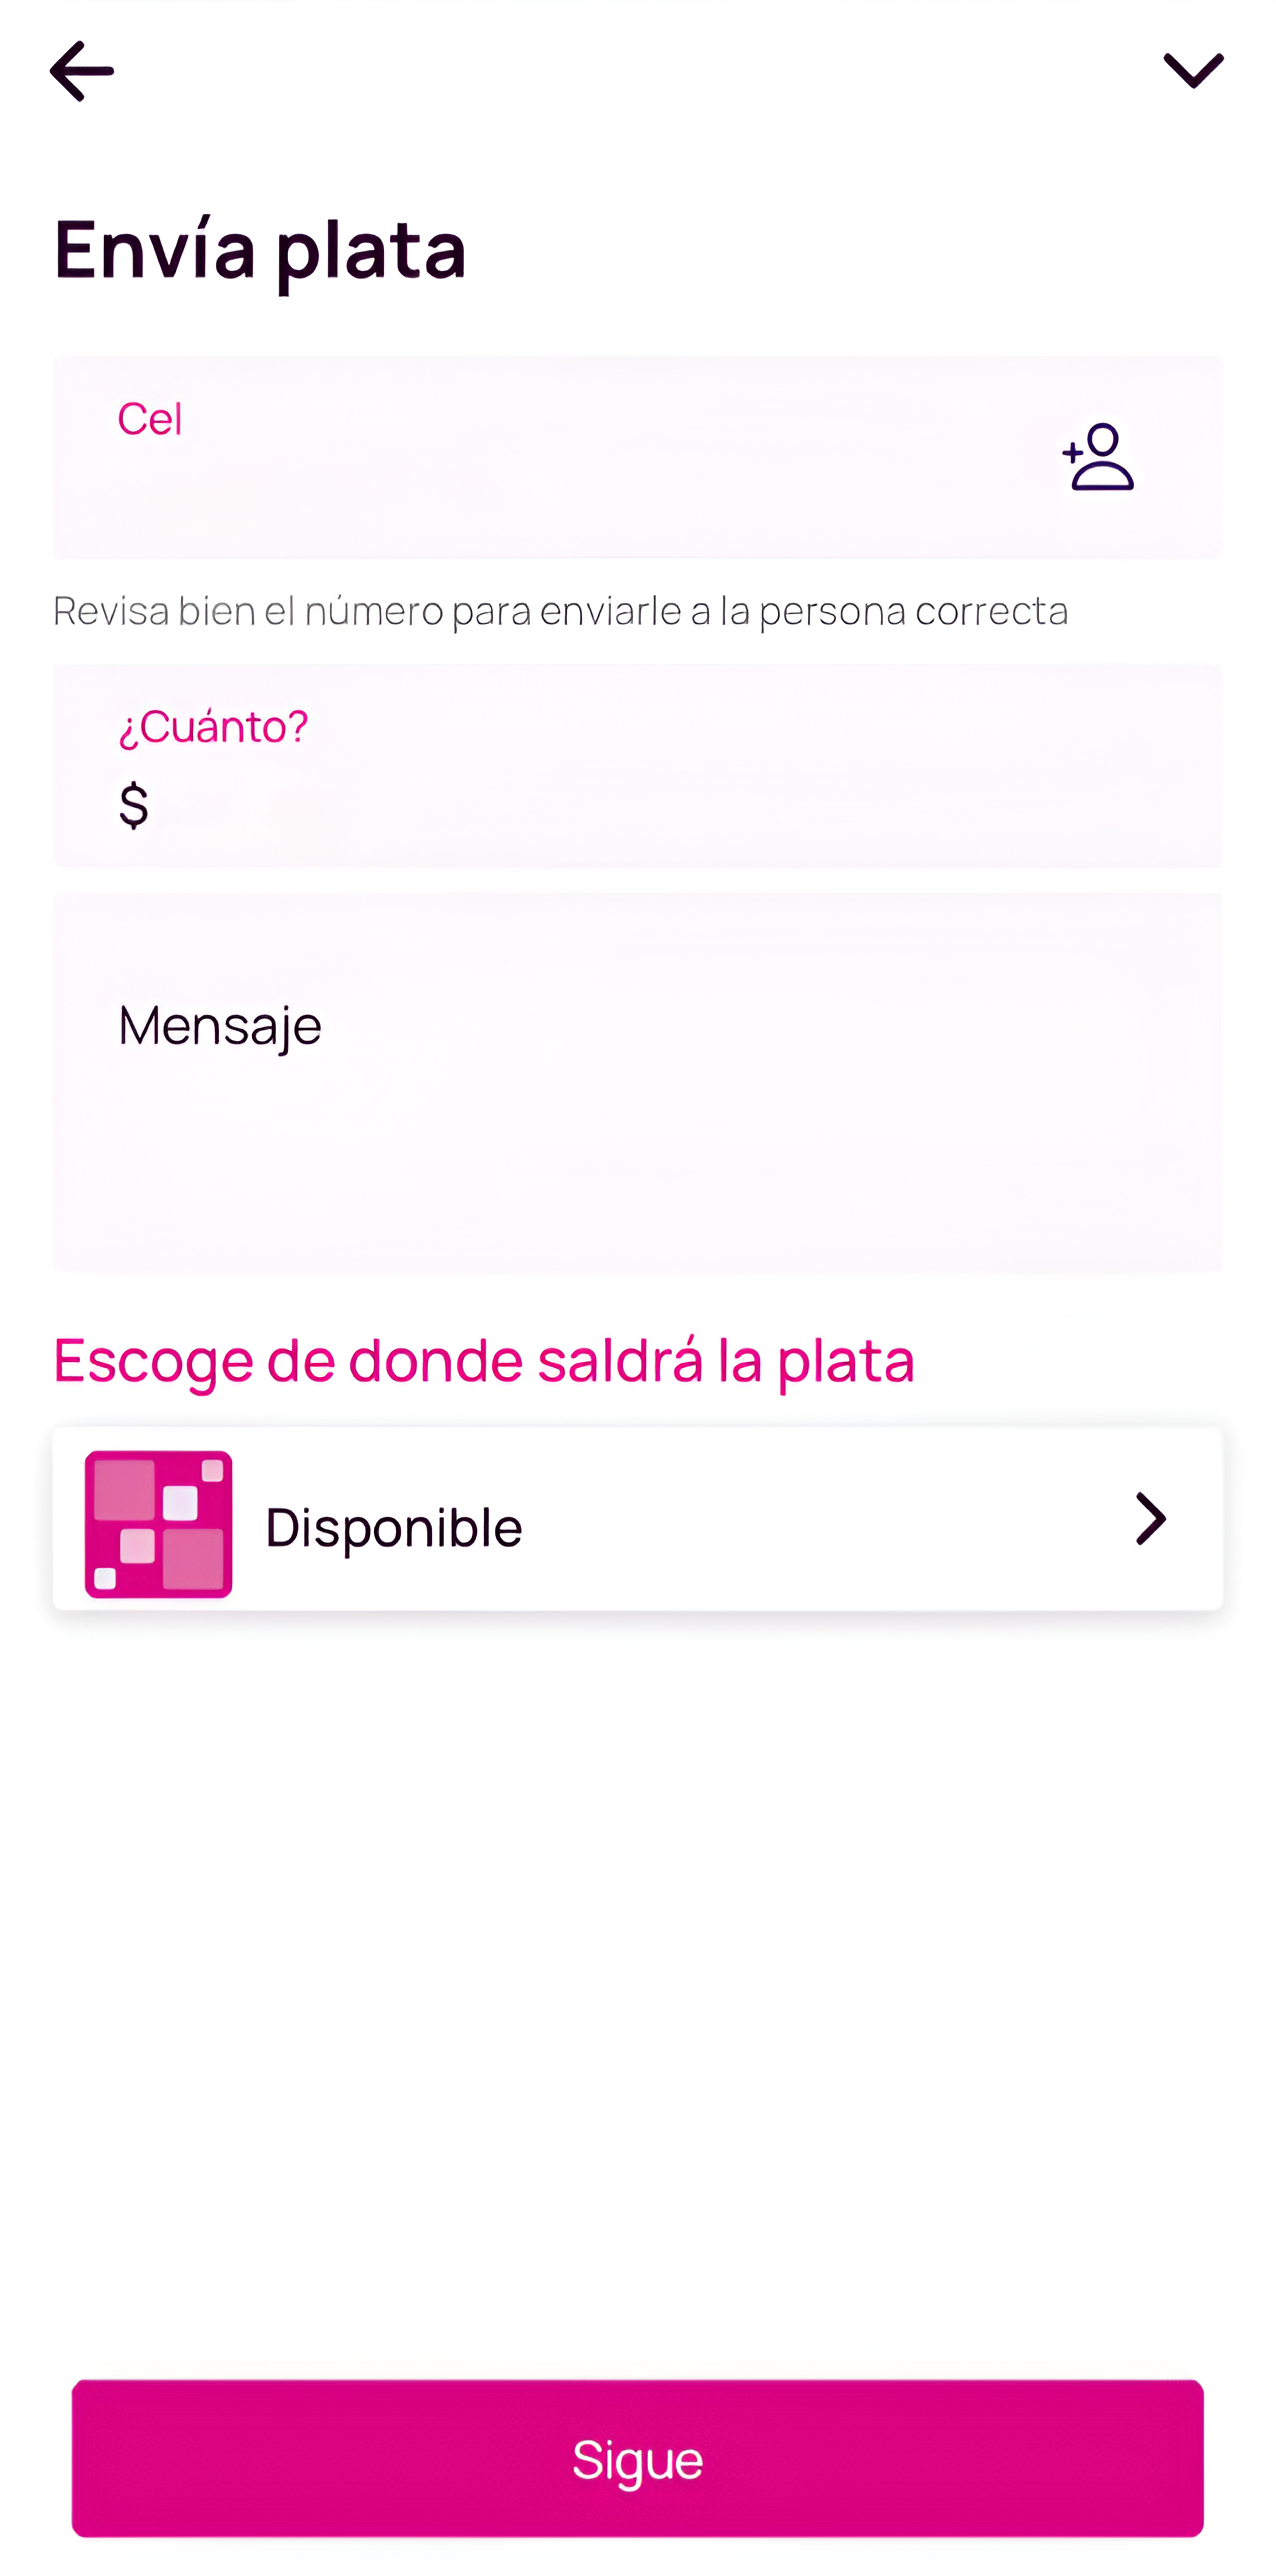 Envía plata
Cel
Revisa bien el número para enviarle a la persona correcta
¿Cuánto?
$
Mensaje
Escoge de donde saldrá la plata
Disponible
Sigue